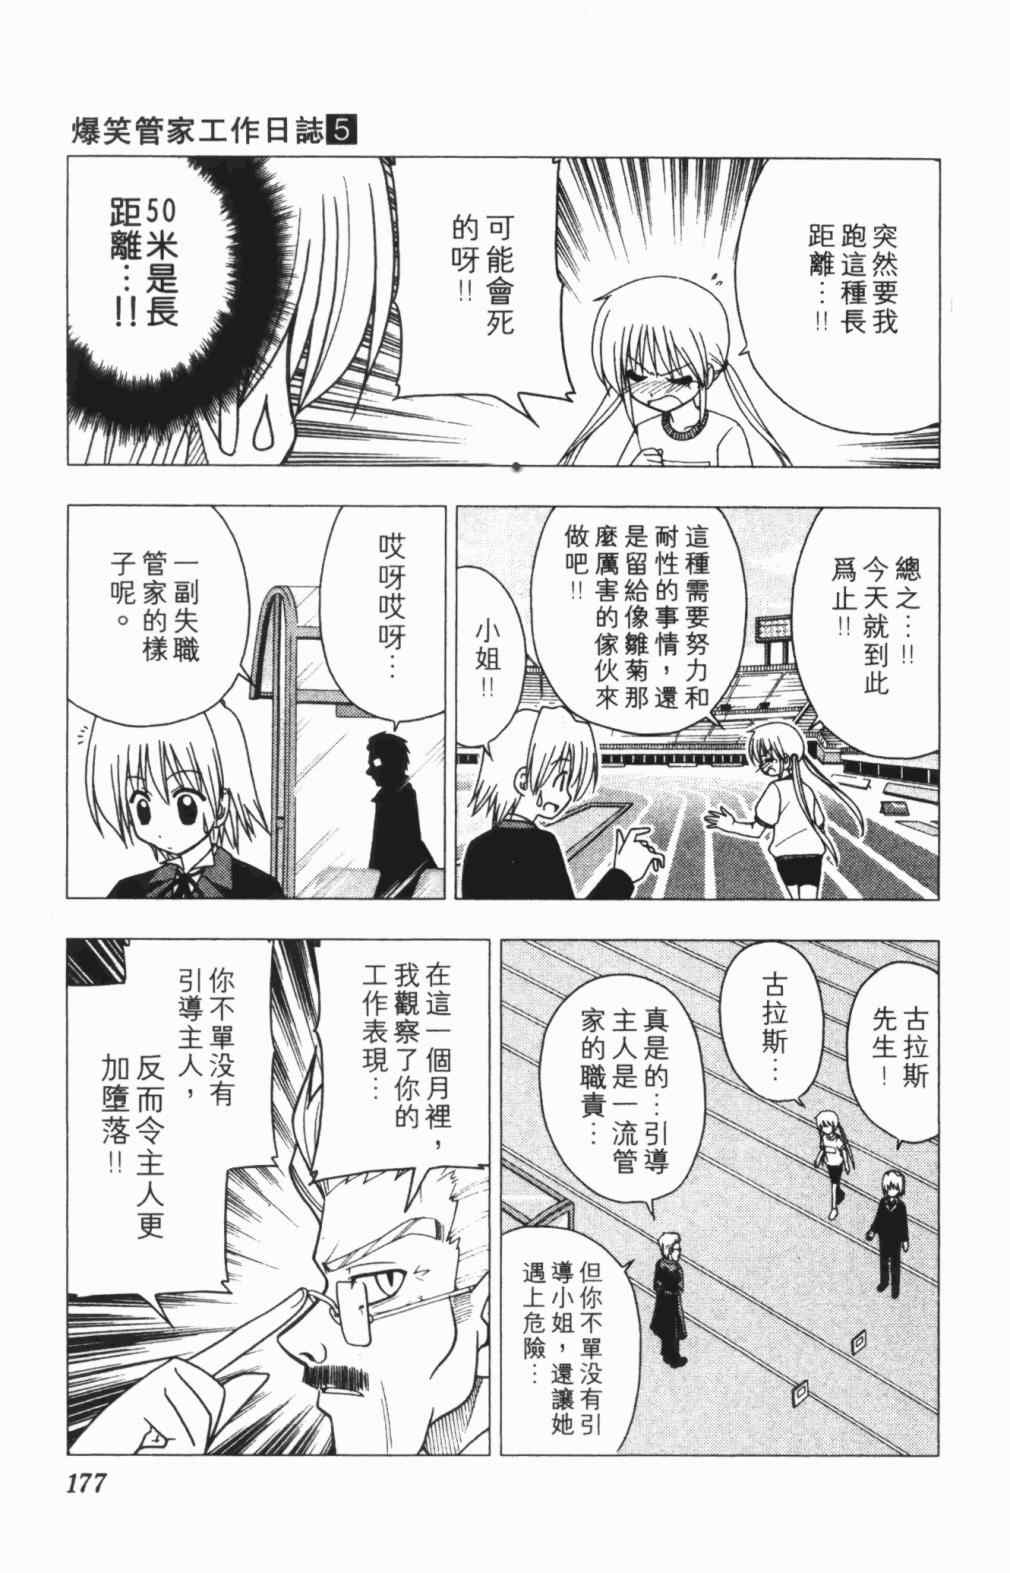 爆笑管家工作日誌5
突然要我
跑這種長
距離…!!
可能會死
的呀!!
50米是長
距離…!!
總之…!!
今天就到此
爲止!!
這種需要努力和
耐性的事情，還
是留給像雛菊那
麼厲害的傢伙來
做吧!!
小姐!!
哎呀哎呀…
一副失職
管家的樣
子呢。
古拉斯
先生!
古拉斯…
真是的…引導
主人是一流管
家的職責…
但你不單没有引
導小姐，還讓她
遇上危險…
在這一個月裡，
我觀察了你的
工作表現…
你不單没有
引導主人，
反而令主人更
加墮落!!
177